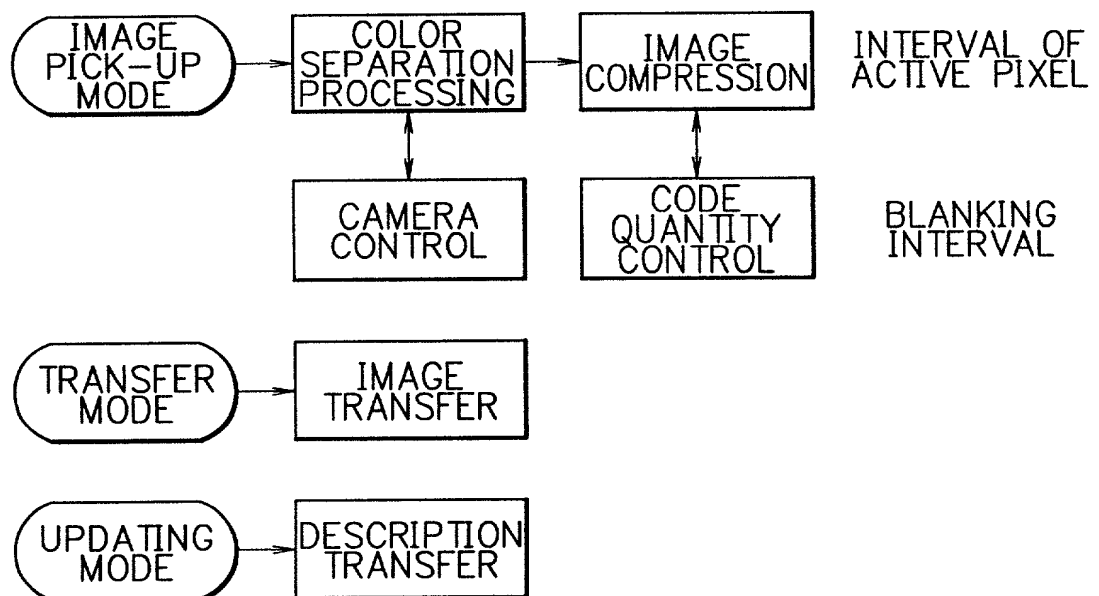 IMAGE
PICK-UP
MODE
COLOR
SEPARATION
PROCESSING
IMAGE
COMPRESSION
INTERVAL OF
ACTIVE PIXEL
CAMERA
CONTROL
CODE
QUANTITY
CONTROL
BLANKING
INTERVAL
TRANSFER
MODE
IMAGE
TRANSFER
UPDATING
MODE
DESCRIPTION
TRANSFER